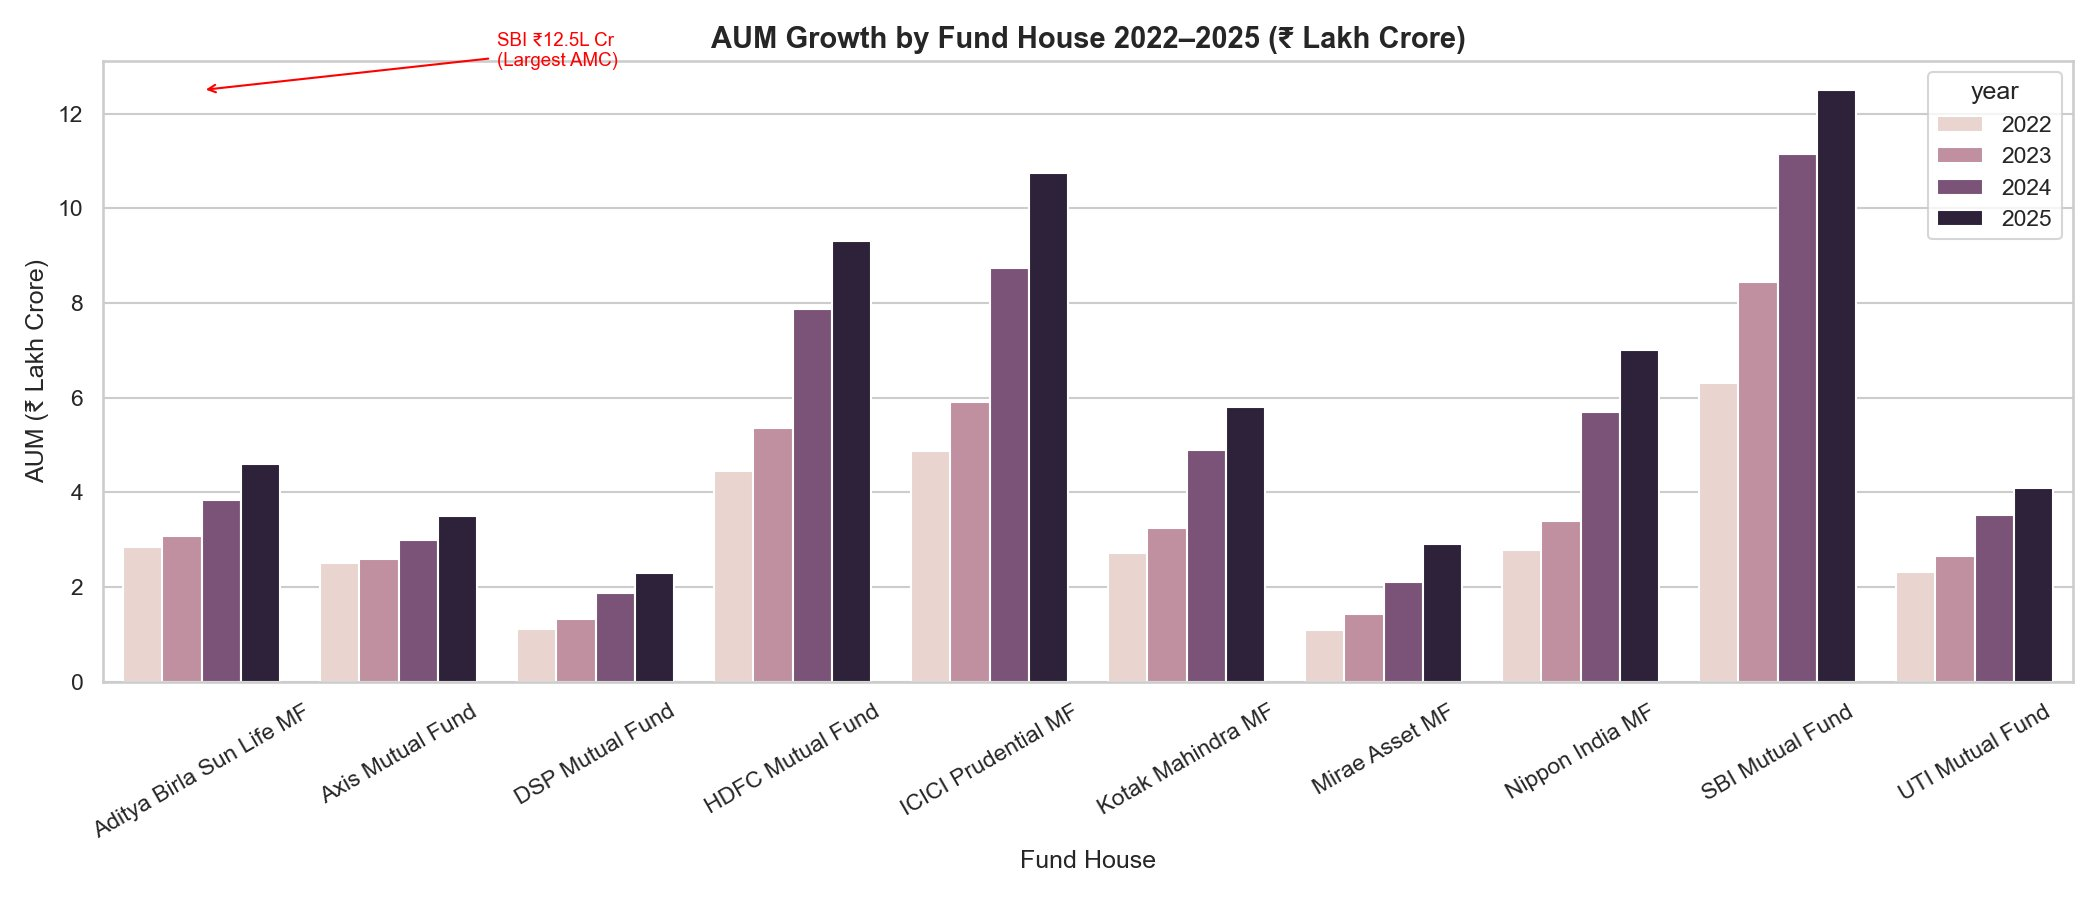 AUM Growth by Fund House 2022–2025 (₹ Lakh Crore)
SBI ₹12.5L Cr
(Largest AMC)
year
2022
2023
2024
2025
AUM (₹ Lakh Crore)
12
10
8
6
4
2
0
Aditya Birla Sun Life MF
Axis Mutual Fund
DSP Mutual Fund
HDFC Mutual Fund
ICICI Prudential MF
Kotak Mahindra MF
Mirae Asset MF
Nippon India MF
SBI Mutual Fund
UTI Mutual Fund
Fund House